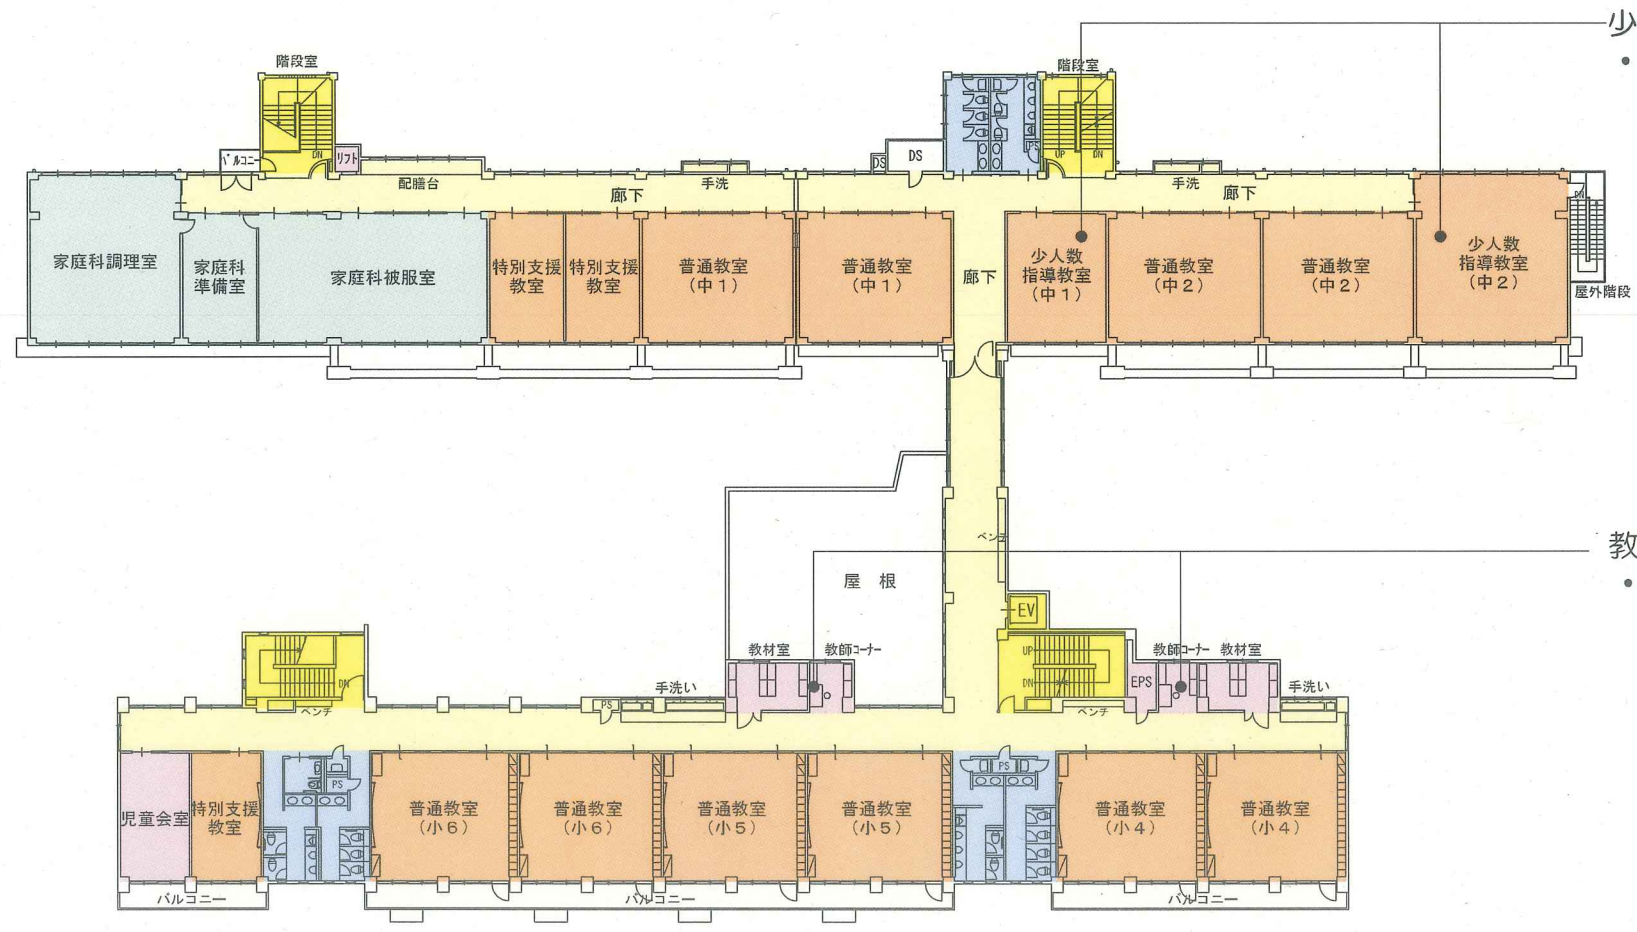 少
•
階段室
階段室
バルコニー
DN
リフト
DS
DS
PS
UP
DN
配膳台
廊下
手洗
手洗
廊下
DN
家庭科調理室
家庭科
準備室
家庭科被服室
特別支援
教室
特別支援
教室
普通教室
(中1)
普通教室
(中1)
廊下
少人数
指導教室
(中1)
普通教室
(中2)
普通教室
(中2)
少人数
指導教室
(中2)
屋外階段
ベンチ
教
•
屋 根
EV
教材室
教師コーナー
UP
DN
教師コーナー
教材室
DN
手洗い
EPS
手洗い
ベンチ
PS
ベンチ
PS
PS
児童会室
特別支援
教室
普通教室
(小6)
普通教室
(小6)
普通教室
(小5)
普通教室
(小5)
普通教室
(小4)
普通教室
(小4)
バルコニー
バルコニー
バルコニー